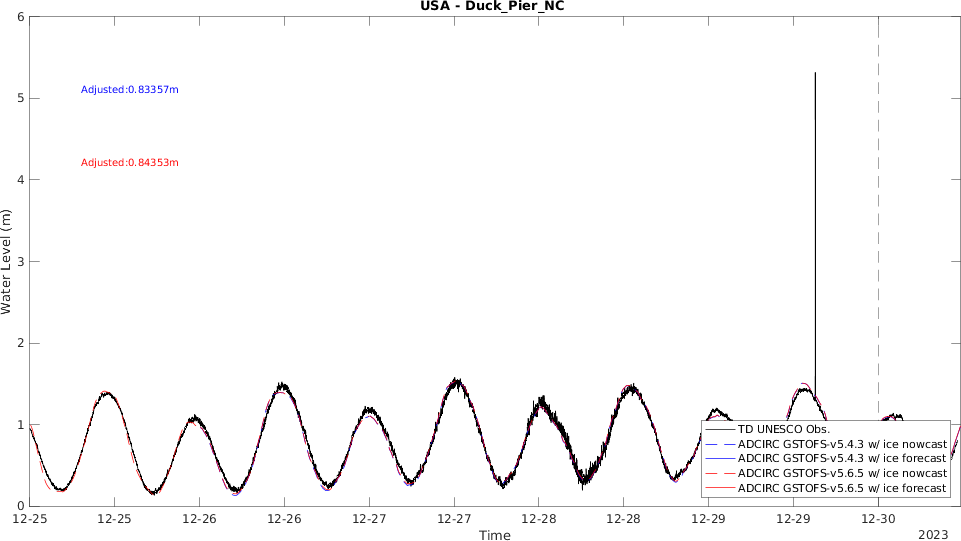 USA - Duck_Pier_NC
6
Adjusted:0.83357m
5
Adjusted:0.84353m
4
Water Level (m)
3
2
1
TD UNESCO Obs.
ADCIRC GSTOFS-v5.4.3 w/ ice nowcast
ADCIRC GSTOFS-v5.4.3 w/ ice forecast
ADCIRC GSTOFS-v5.6.5 w/ ice nowcast
ADCIRC GSTOFS-v5.6.5 w/ ice forecast
0
12-25 12-25 12-26 12-26 12-27 12-27 12-28 12-28 12-29 12-29 12-30
Time
2023